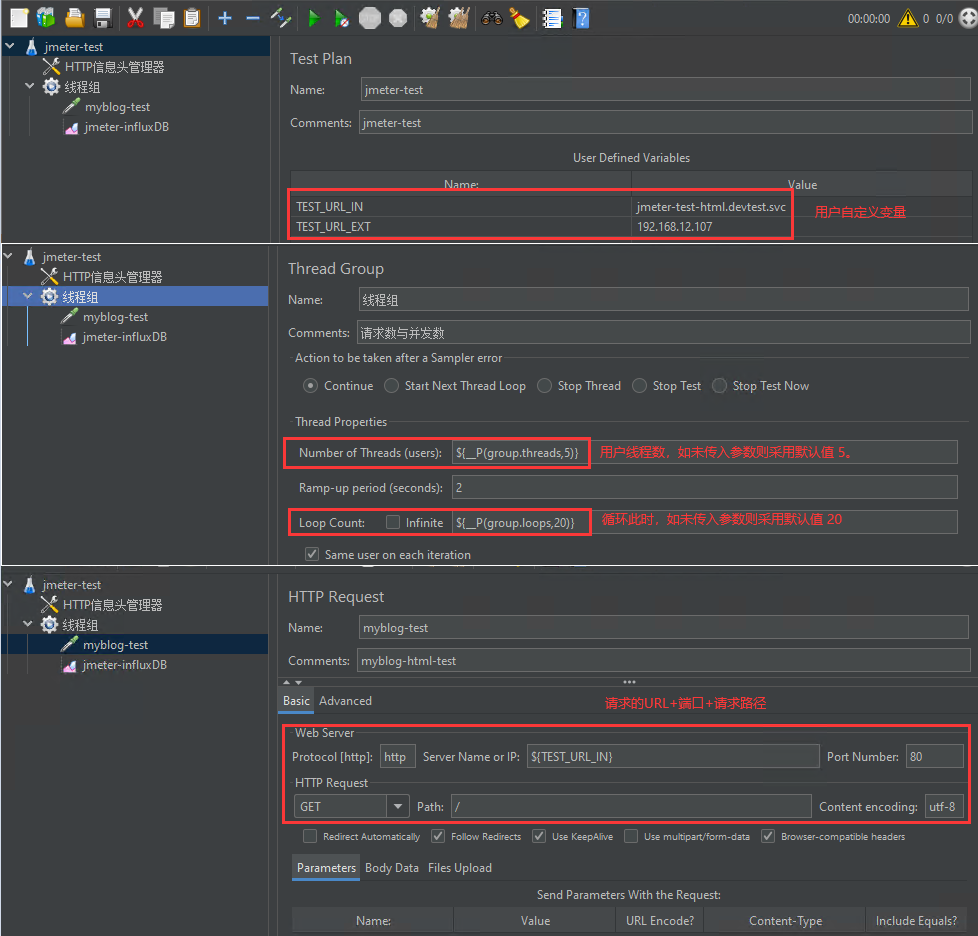 00:00:00 0 0/0
jmeter-test
HTTP信息头管理器
线程组
myblog-test
jmeter-influxDB
Test Plan
Name: jmeter-test
Comments: jmeter-test
User Defined Variables
Name: Value
TEST_URL_IN jmeter-test-html.devtest.svc
用户自定义变量
TEST_URL_EXT 192.168.12.107
jmeter-test
HTTP信息头管理器
线程组
myblog-test
jmeter-influxDB
Thread Group
Name: 线程组
Comments: 请求数与并发数
Action to be taken after a Sampler error
Continue Start Next Thread Loop Stop Thread Stop Test Stop Test Now
Thread Properties
Number of Threads (users): ${__P(group.threads,5)} 用户线程数，如未传入参数则采用默认值 5。
Ramp-up period (seconds): 2
Loop Count: Infinite ${__P(group.loops,20)} 循环此时，如未传入参数则采用默认值 20
Same user on each iteration
jmeter-test
HTTP信息头管理器
线程组
myblog-test
jmeter-influxDB
HTTP Request
Name: myblog-test
Comments: myblog-html-test
Basic Advanced
请求的URL+端口+请求路径
Web Server
Protocol [http]: http Server Name or IP: ${TEST_URL_IN} Port Number: 80
HTTP Request
GET Path: / Content encoding: utf-8
Redirect Automatically Follow Redirects Use KeepAlive Use multipart/form-data Browser-compatible headers
Parameters Body Data Files Upload
Send Parameters With the Request:
Name: Value URL Encode? Content-Type Include Equals?